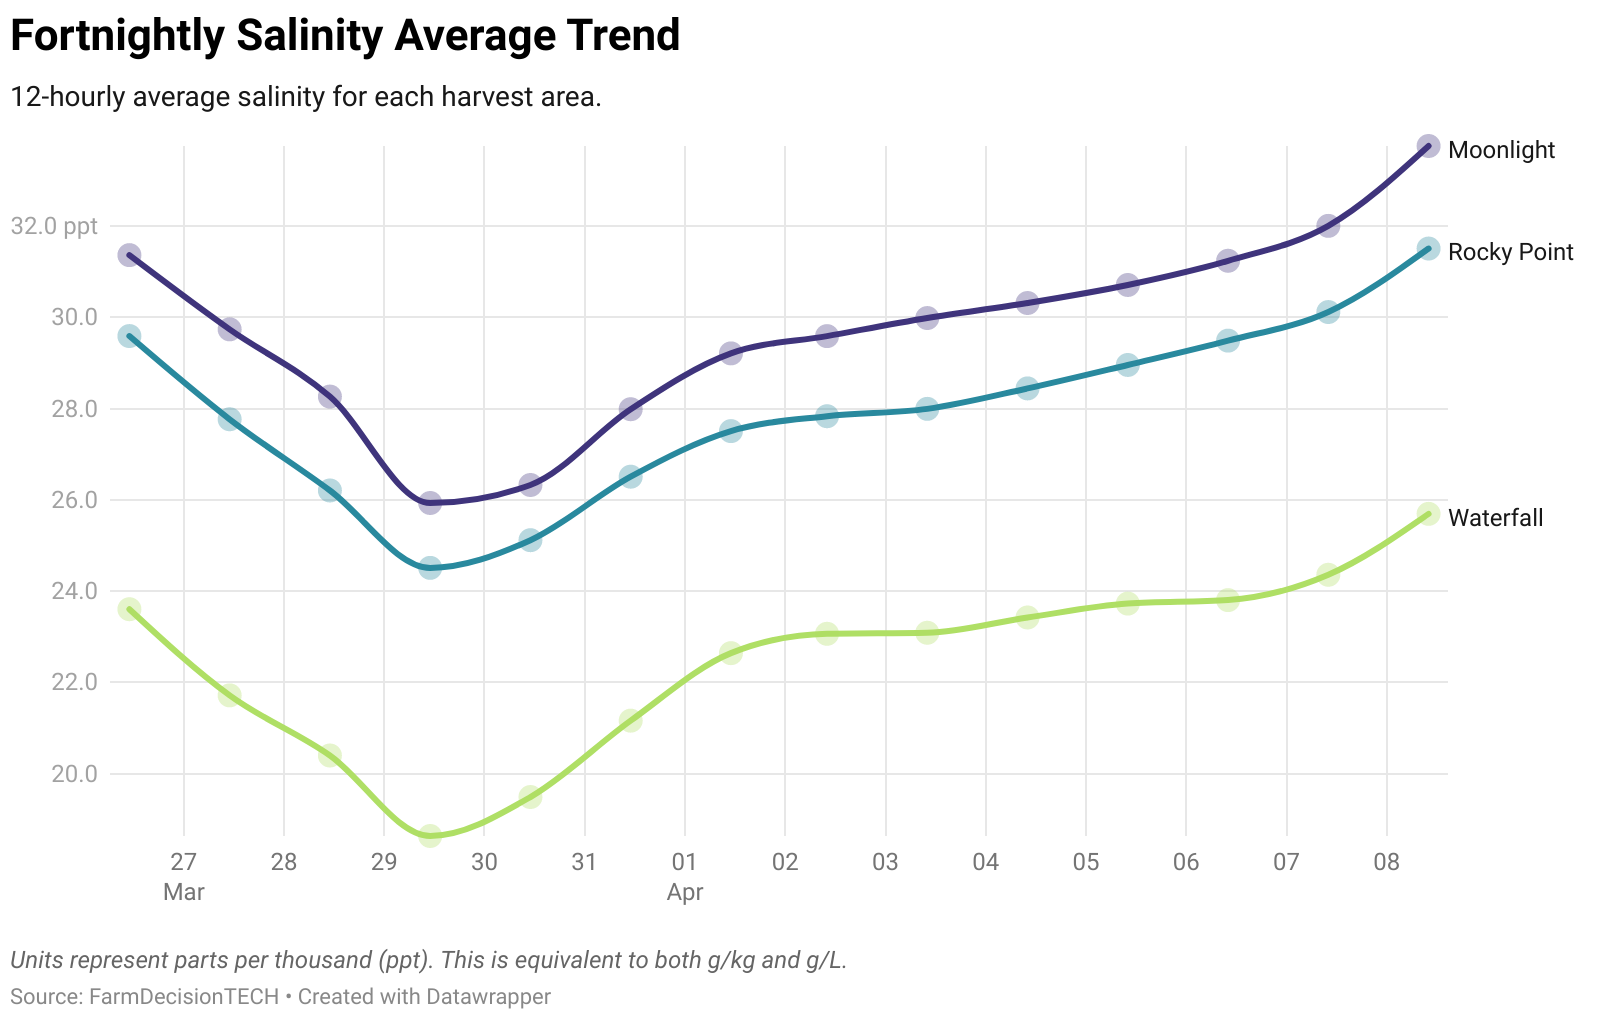 Fortnightly Salinity Average Trend
12-hourly average salinity for each harvest area.
Moonlight
32.0 ppt
Rocky Point
30.0
28.0
26.0
Waterfall
24.0
22.0
20.0
27 28 29 30 31 01 02 03 04 05 06 07 08
Mar Apr
Units represent parts per thousand (ppt). This is equivalent to both g/kg and g/L.
Source: FarmDecisionTECH • Created with Datawrapper